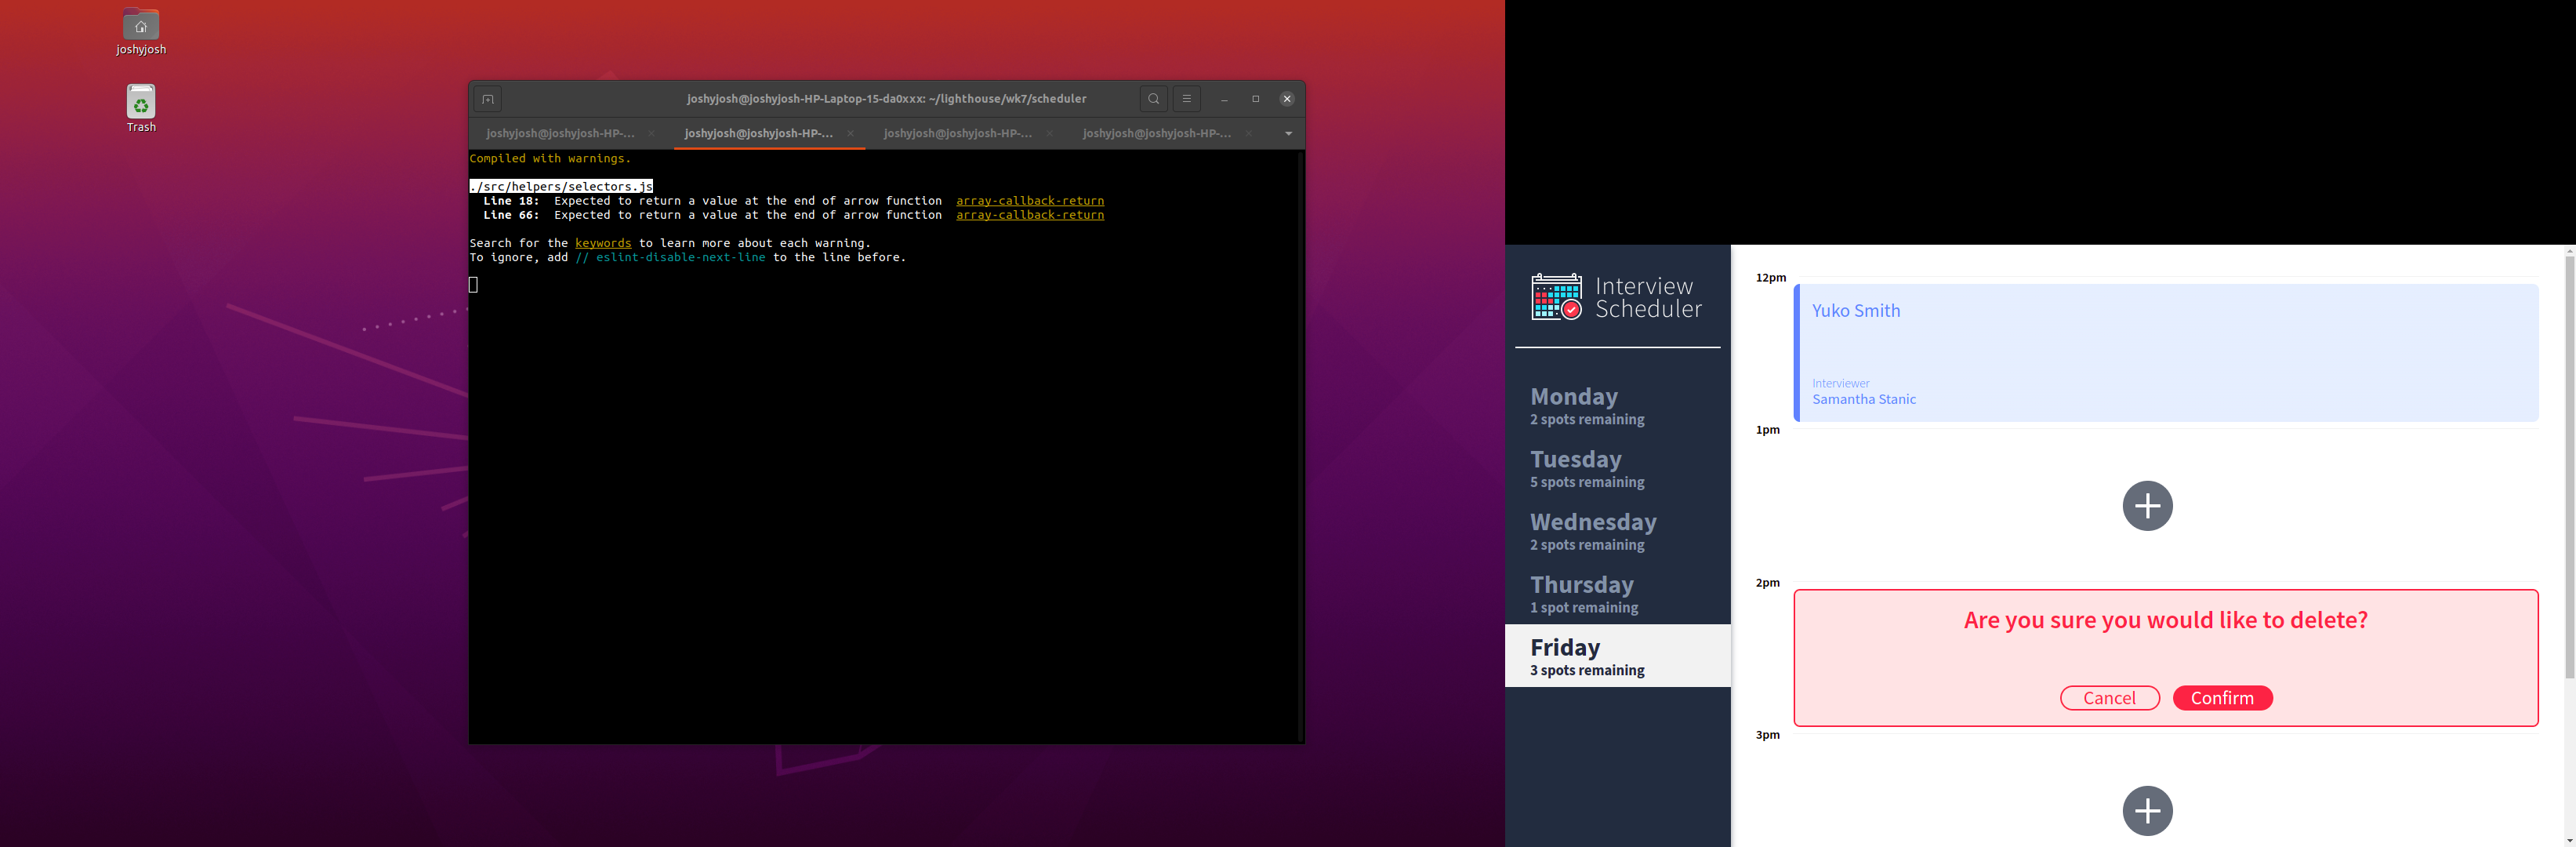 joshyjosh
Trash
joshyjosh@joshyjosh-HP-Laptop-15-da0xxx: ~/lighthouse/wk7/scheduler
joshyjosh@joshyjosh-HP-... joshyjosh@joshyjosh-HP-... joshyjosh@joshyjosh-HP-... joshyjosh@joshyjosh-HP-...
Compiled with warnings.
./src/helpers/selectors.js
Line 18:  Expected to return a value at the end of arrow function  array-callback-return
Line 66:  Expected to return a value at the end of arrow function  array-callback-return
Search for the keywords to learn more about each warning.
To ignore, add // eslint-disable-next-line to the line before.
Interview
Scheduler
Monday
2 spots remaining
Tuesday
5 spots remaining
Wednesday
2 spots remaining
Thursday
1 spot remaining
Friday
3 spots remaining
12pm
Yuko Smith
Interviewer
Samantha Stanic
1pm
2pm
Are you sure you would like to delete?
Cancel Confirm
3pm